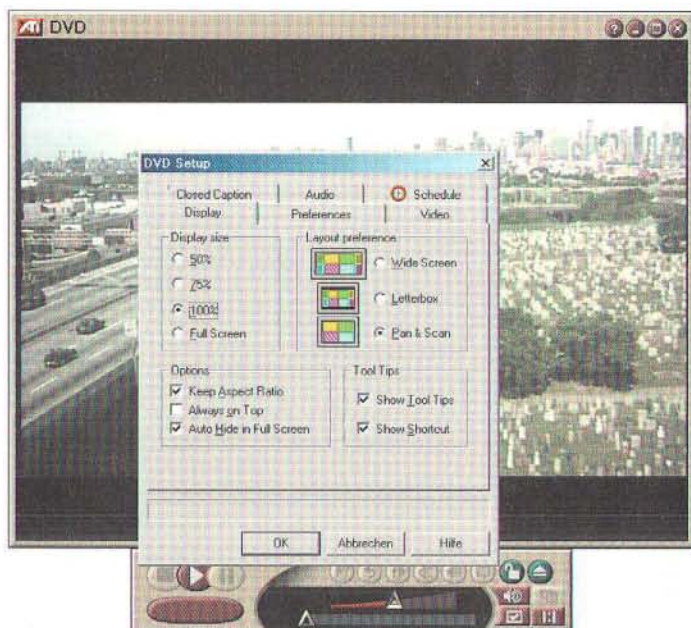 ATI DVD
DVD Setup
Closed Caption Audio Schedule
Display Preferences Video
Display size
50%
75%
100%
Full Screen
Layout preference
Wide Screen
Letterbox
Pan & Scan
Options
Keep Aspect Ratio
Always on Top
Auto Hide in Full Screen
Tool Tips
Show Tool Tips
Show Shortcut
OK Abbrechen Hilfe